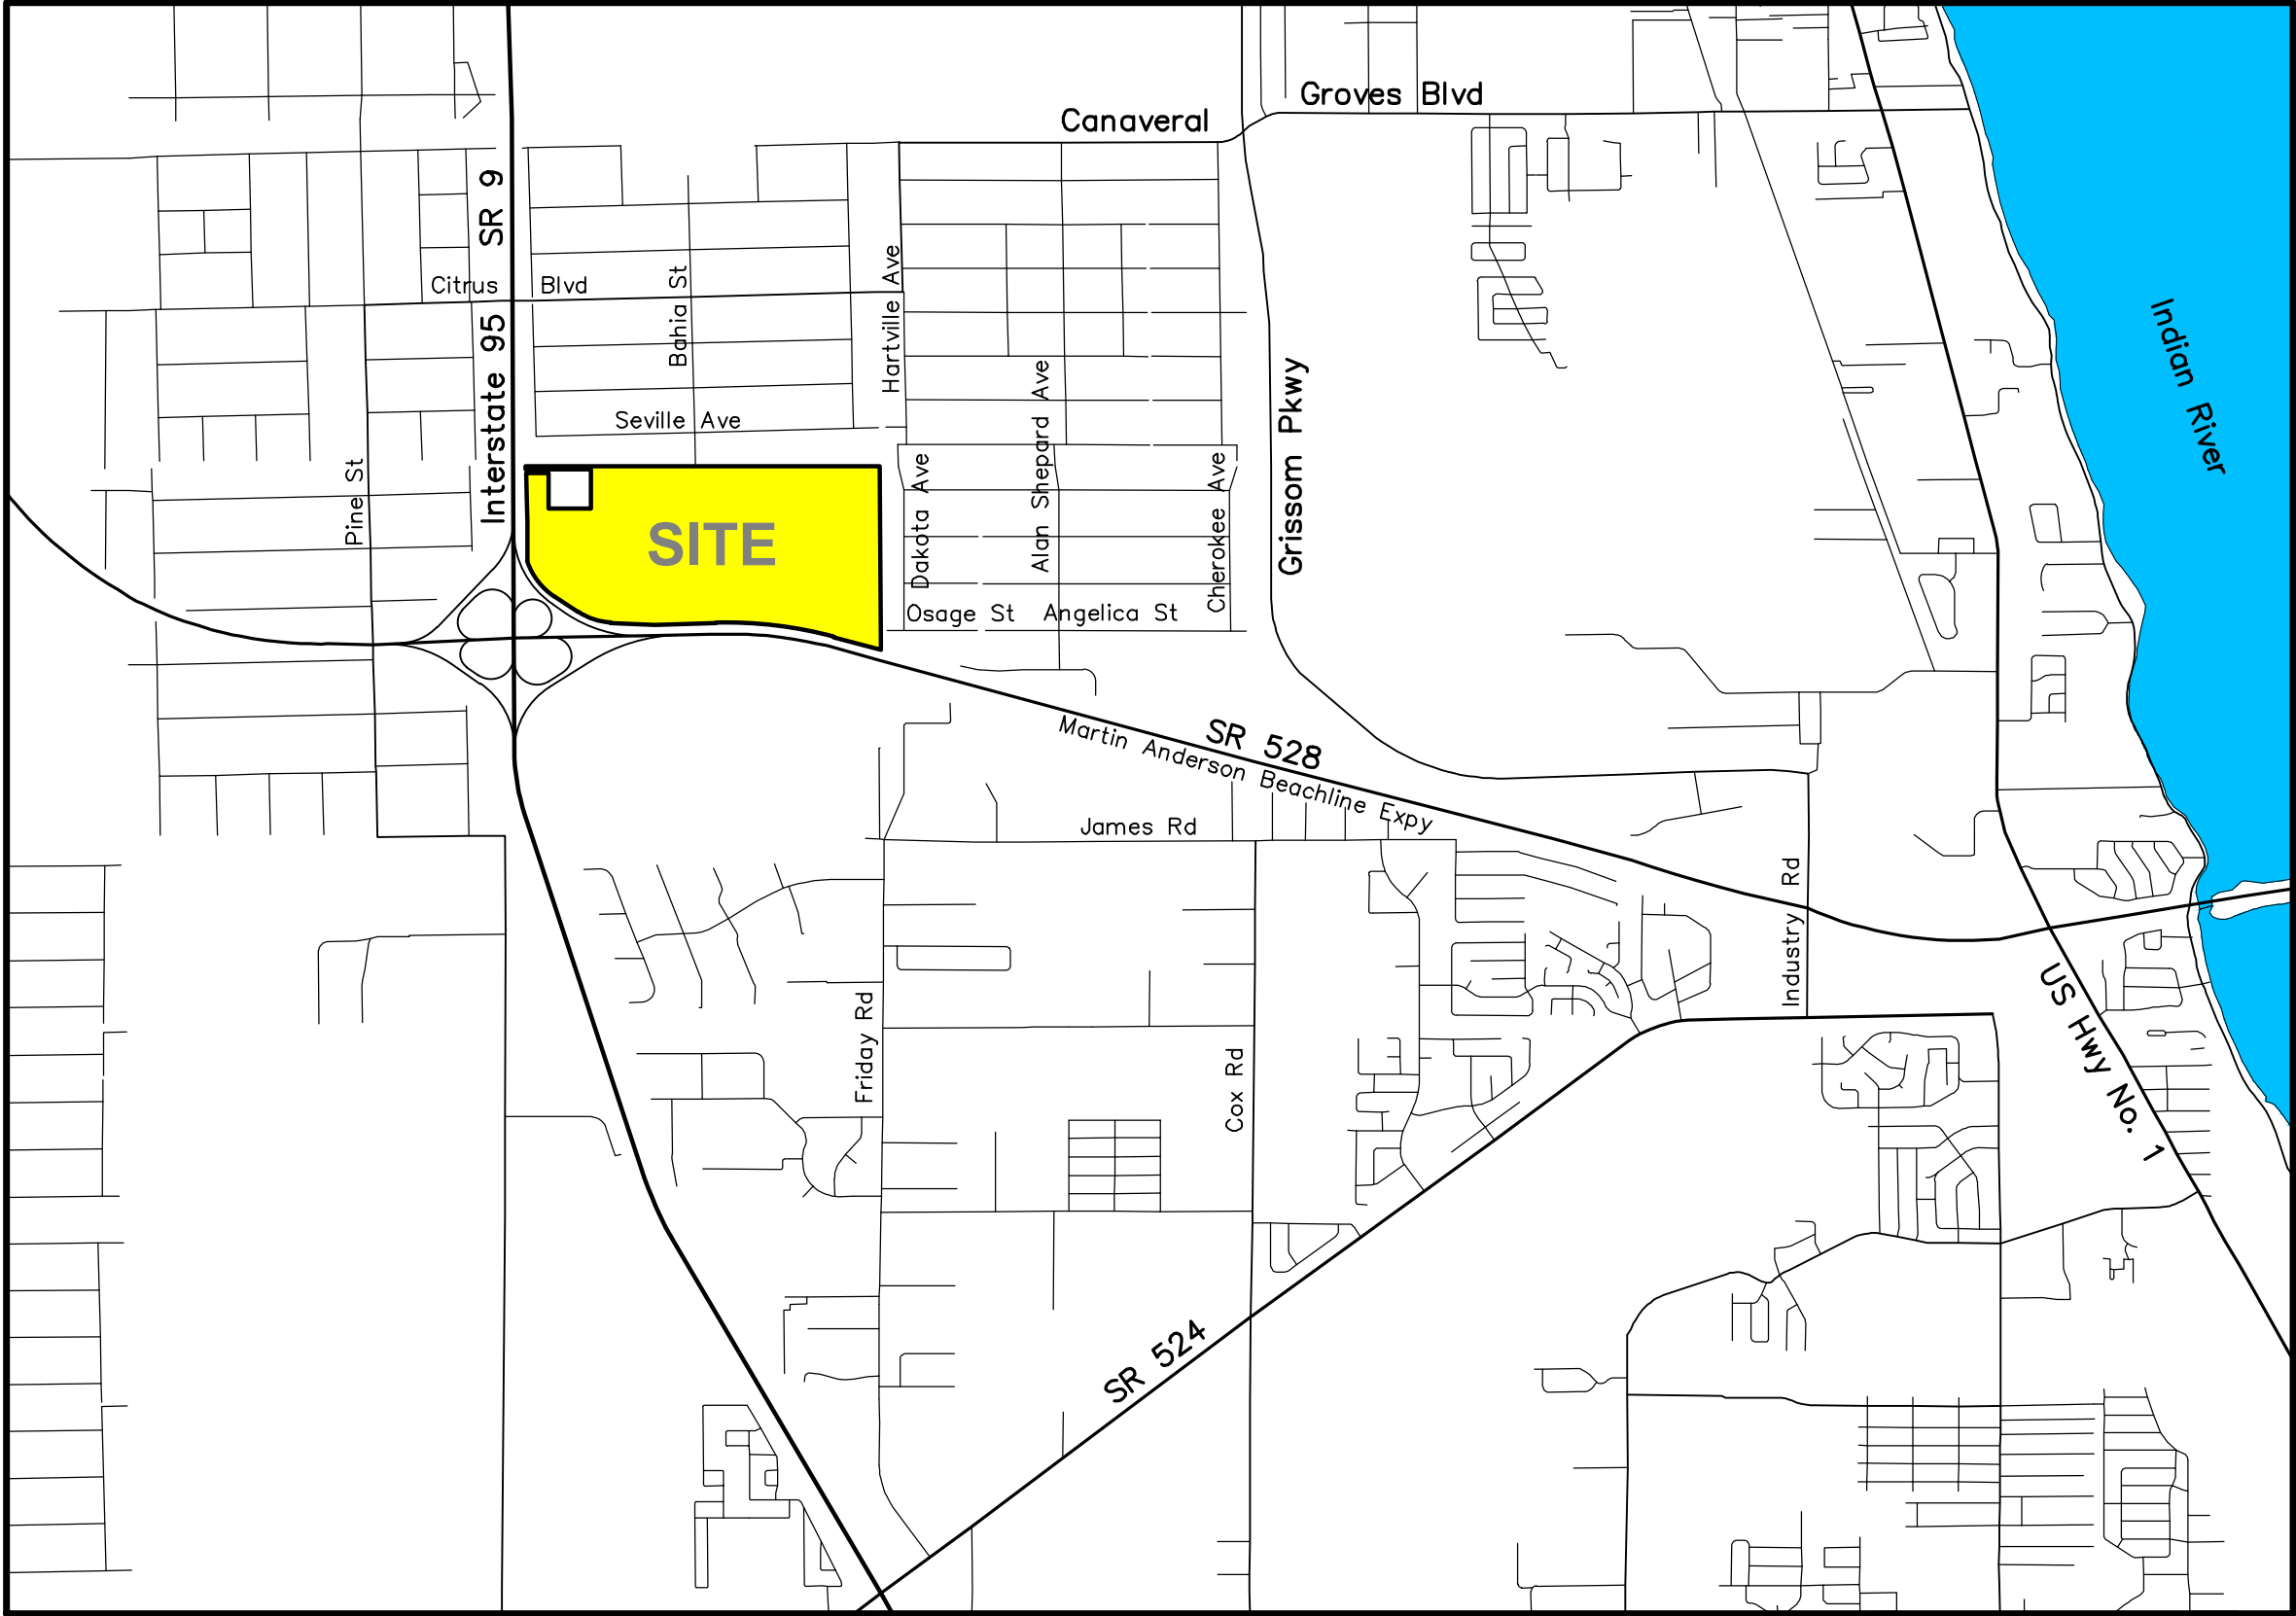 Groves Blvd
Canaveral
SR 9
Citrus Blvd
Bahia St
Hartville Ave
Interstate 95
Indian River
Seville Ave
Alan Shepard Ave
Grissom Pkwy
Pine St
Dakota Ave
Cherokee Ave
SITE
Osage St
Angelica St
SR 528
Martin Anderson Beachline Expy
James Rd
Industry Rd
Friday Rd
Cox Rd
US Hwy No. 1
SR 524